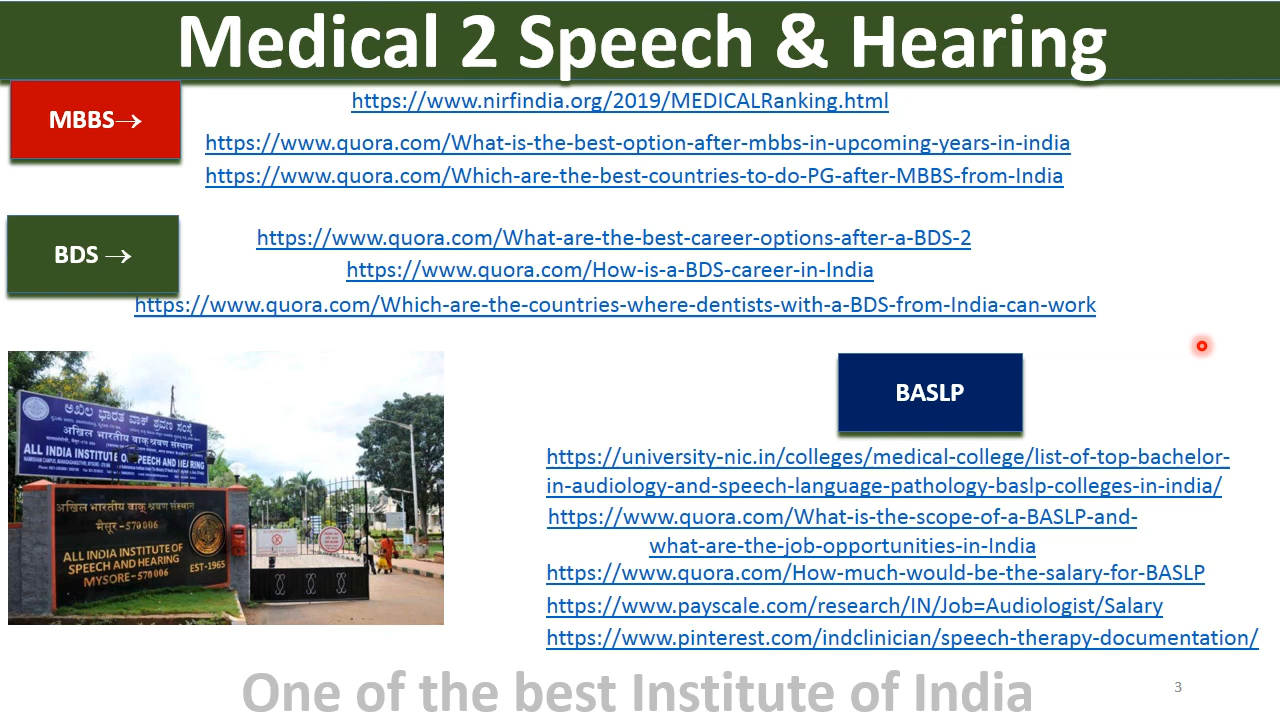 Medical 2 Speech & Hearing
MBBS→
https://www.nirfindia.org/2019/MEDICALRanking.html
https://www.quora.com/What-is-the-best-option-after-mbbs-in-upcoming-years-in-india
https://www.quora.com/Which-are-the-best-countries-to-do-PG-after-MBBS-from-India
BDS →
https://www.quora.com/What-are-the-best-career-options-after-a-BDS-2
https://www.quora.com/How-is-a-BDS-career-in-India
https://www.quora.com/Which-are-the-countries-where-dentists-with-a-BDS-from-India-can-work
ಅಖಿಲ ಭಾರತ ವಾಕ್ ಶ್ರವಣ ಸಂಸ್ಥೆ
अखिल भारतीय वाक् श्रवण संस्थान
ALL INDIA INSTITUTE OF SPEECH AND HEARING
अखिल भारतीय वाक् श्रवण संस्थान
मैसूर-570006
ALL INDIA INSTITUTE OF
SPEECH AND HEARING
MYSORE-570006
EST-1965
BASLP
https://university-nic.in/colleges/medical-college/list-of-top-bachelor-
in-audiology-and-speech-language-pathology-baslp-colleges-in-india/
https://www.quora.com/What-is-the-scope-of-a-BASLP-and-
what-are-the-job-opportunities-in-India
https://www.quora.com/How-much-would-be-the-salary-for-BASLP
https://www.payscale.com/research/IN/Job=Audiologist/Salary
https://www.pinterest.com/indclinician/speech-therapy-documentation/
One of the best Institute of India
3